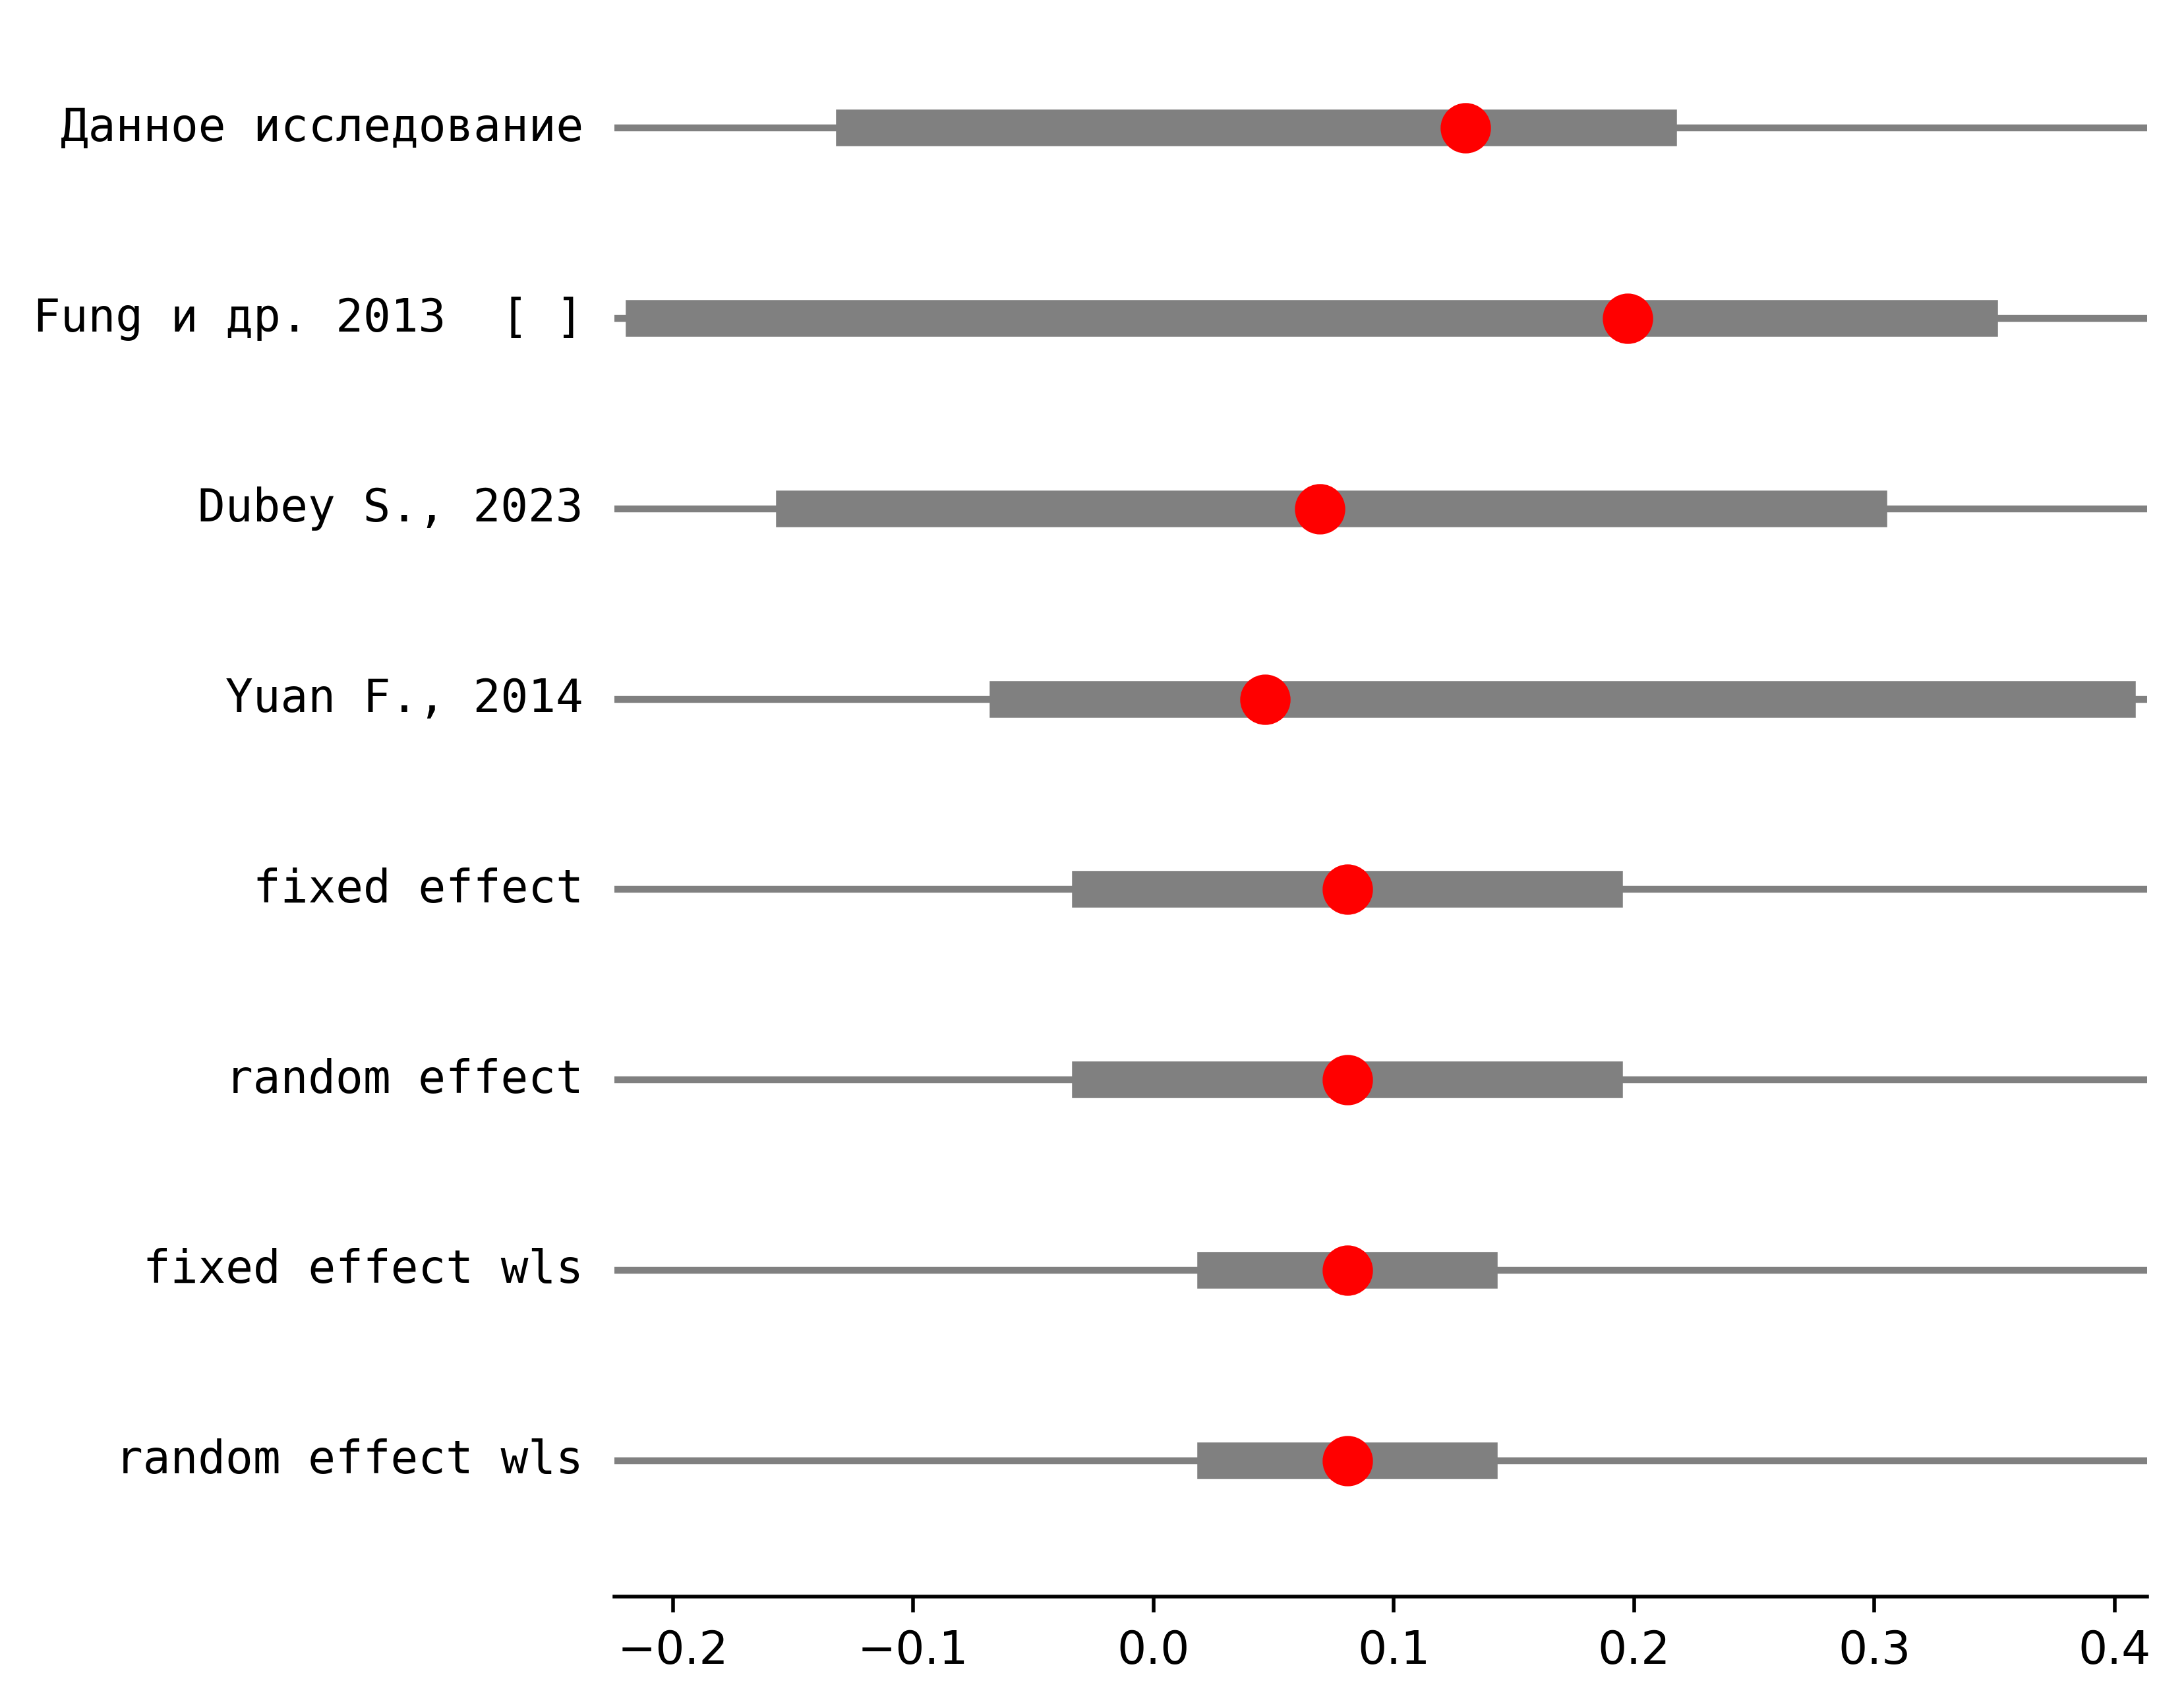 Данное исследование
Fung и др. 2013  [ ]
Dubey S., 2023
Yuan F., 2014
fixed effect
random effect
fixed effect wls
random effect wls
−0.2 −0.1 0.0 0.1 0.2 0.3 0.4